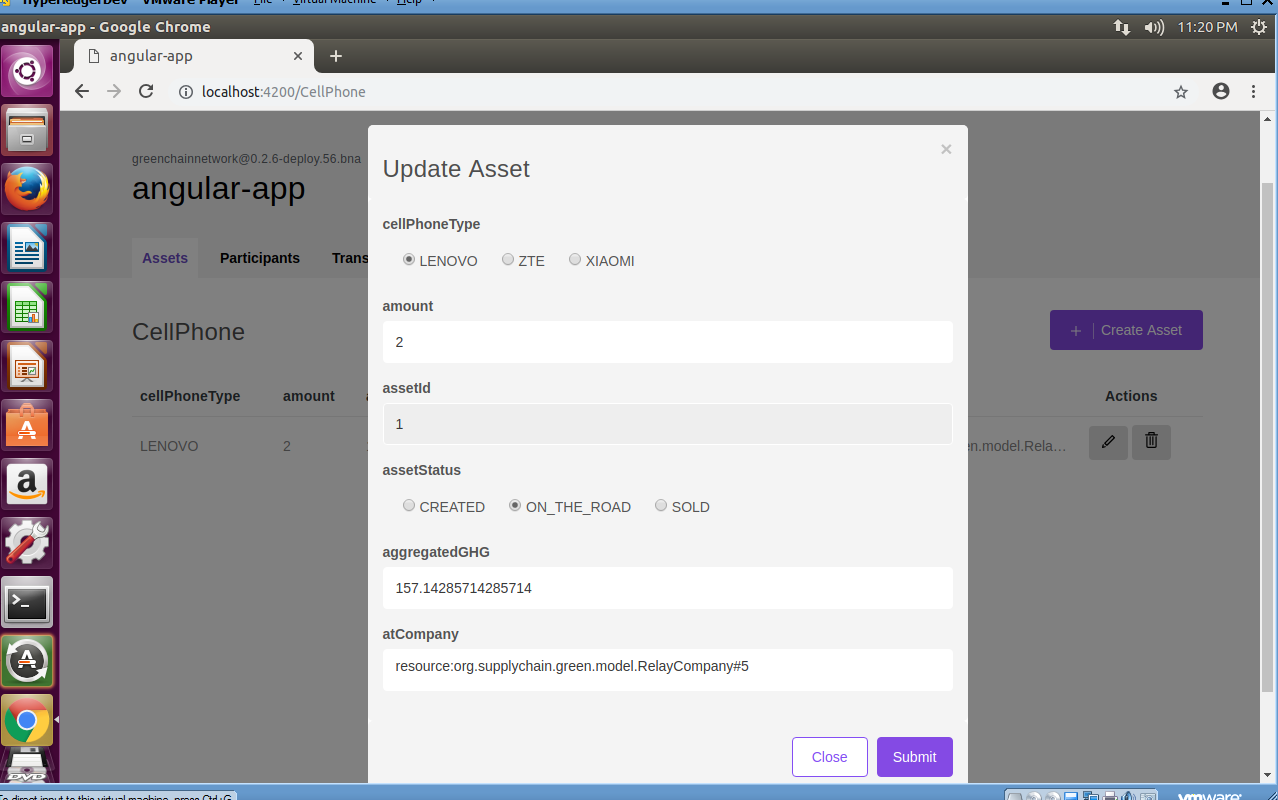 HyperledgerDev - VMware Player File Virtual Machine Help
angular-app - Google Chrome 11:20 PM
angular-app
localhost:4200/CellPhone
greenchainnetwork@0.2.6-deploy.56.bna
angular-app
Assets Participants Trans
CellPhone
+ Create Asset
cellPhoneType amount Actions
LENOVO 2 en.model.Rela…
Update Asset ×
cellPhoneType
LENOVO ZTE XIAOMI
amount
2
assetId
1
assetStatus
CREATED ON_THE_ROAD SOLD
aggregatedGHG
157.14285714285714
atCompany
resource:org.supplychain.green.model.RelayCompany#5
Close Submit
DVD
To direct input to this virtual machine, press Ctrl+G. vmware